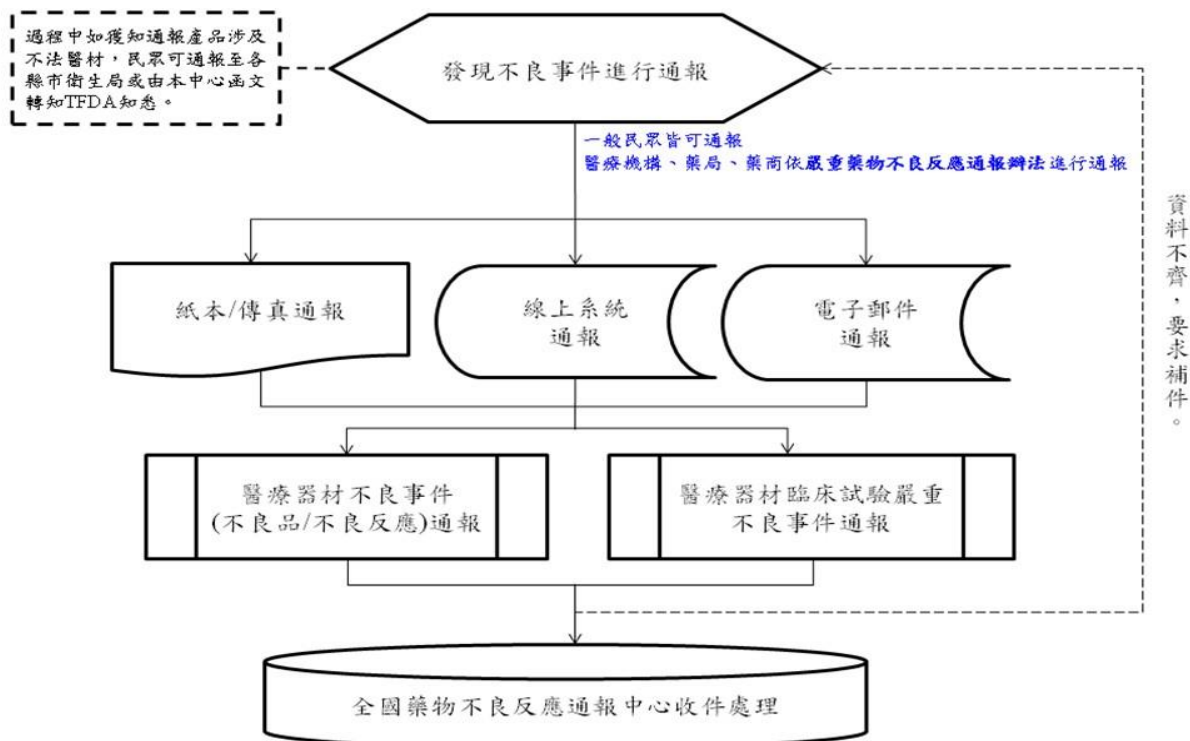 過程中如獲知通報產品涉及
不法醫材，民眾可通報至各
縣市衛生局或由本中心函文
轉知TFDA知悉。
發現不良事件進行通報
一般民眾皆可通報
醫療機構、藥局、藥商依嚴重藥物不良反應通報辦法進行通報
資料不齊，要求補件。
紙本/傳真通報
線上系統
通報
電子郵件
通報
醫療器材不良事件
(不良品/不良反應)通報
醫療器材臨床試驗嚴重
不良事件通報
全國藥物不良反應通報中心收件處理